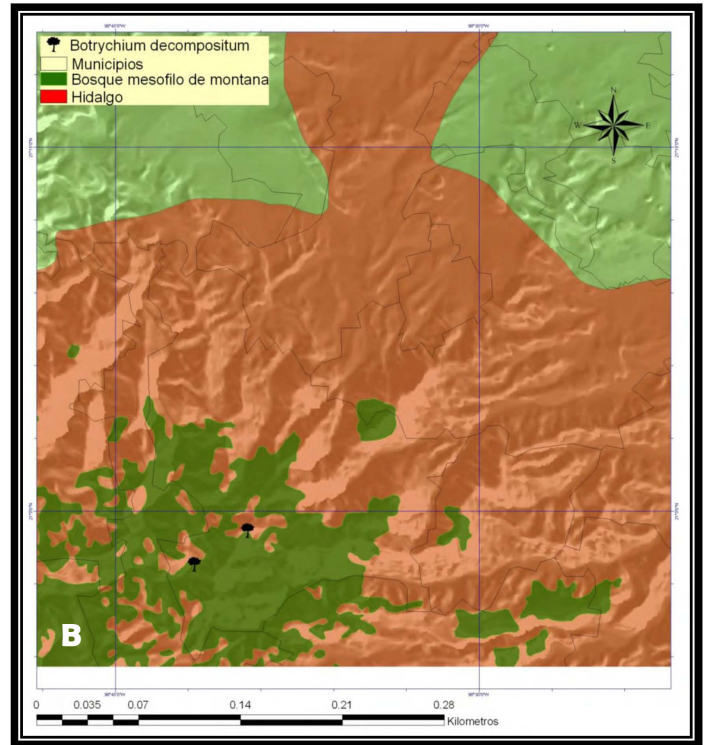 Botrychium decompositum
Municipios
Bosque mesofilo de montana
Hidalgo
N
W
E
S
B
0 0.035 0.07 0.14 0.21 0.28
Kilometros